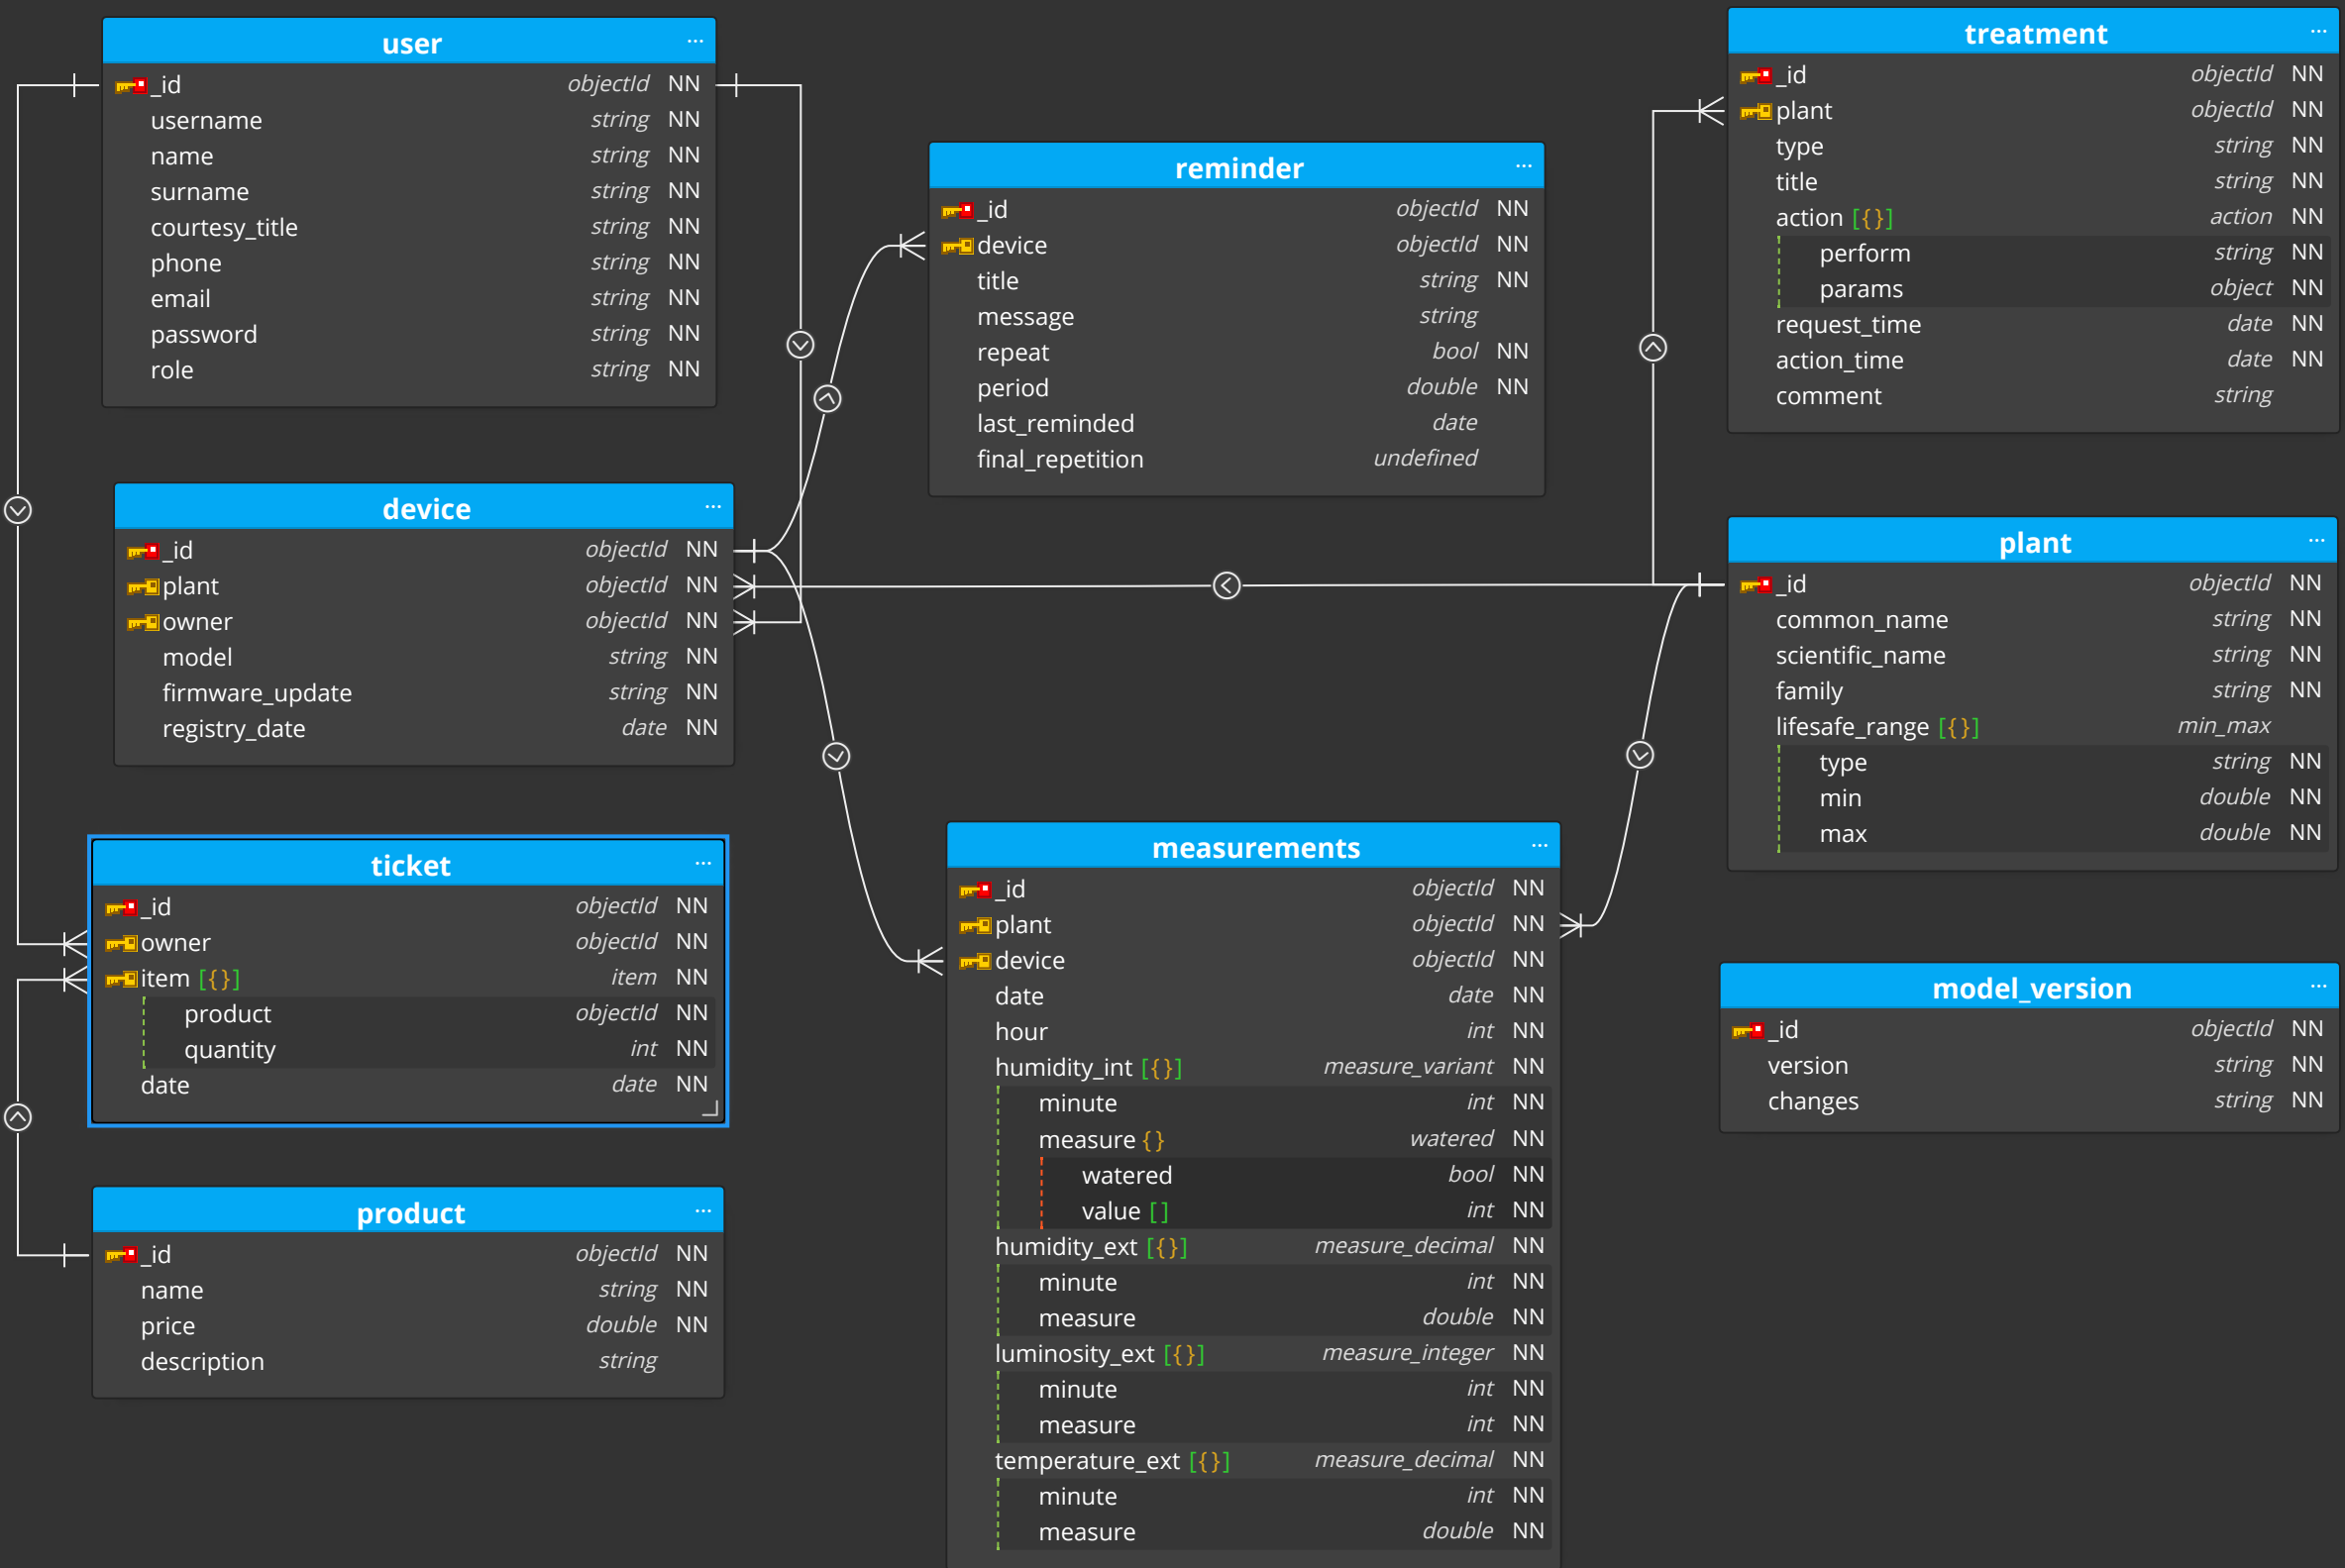 user ...
_id objectId NN
username string NN
name string NN
surname string NN
courtesy_title string NN
phone string NN
email string NN
password string NN
role string NN
device ...
_id objectId NN
plant objectId NN
owner objectId NN
model string NN
firmware_update string NN
registry_date date NN
ticket ...
_id objectId NN
owner objectId NN
item [{}] item NN
product objectId NN
quantity int NN
date date NN
product ...
_id objectId NN
name string NN
price double NN
description string
reminder ...
_id objectId NN
device objectId NN
title string NN
message string
repeat bool NN
period double NN
last_reminded date
final_repetition undefined
measurements ...
_id objectId NN
plant objectId NN
device objectId NN
date date NN
hour int NN
humidity_int [{}] measure_variant NN
minute int NN
measure {} watered NN
watered bool NN
value [] int NN
humidity_ext [{}] measure_decimal NN
minute int NN
measure double NN
luminosity_ext [{}] measure_integer NN
minute int NN
measure int NN
temperature_ext [{}] measure_decimal NN
minute int NN
measure double NN
treatment ...
_id objectId NN
plant objectId NN
type string NN
title string NN
action [{}] action NN
perform string NN
params object NN
request_time date NN
action_time date NN
comment string
plant ...
_id objectId NN
common_name string NN
scientific_name string NN
family string NN
lifesafe_range [{}] min_max
type string NN
min double NN
max double NN
model_version ...
_id objectId NN
version string NN
changes string NN